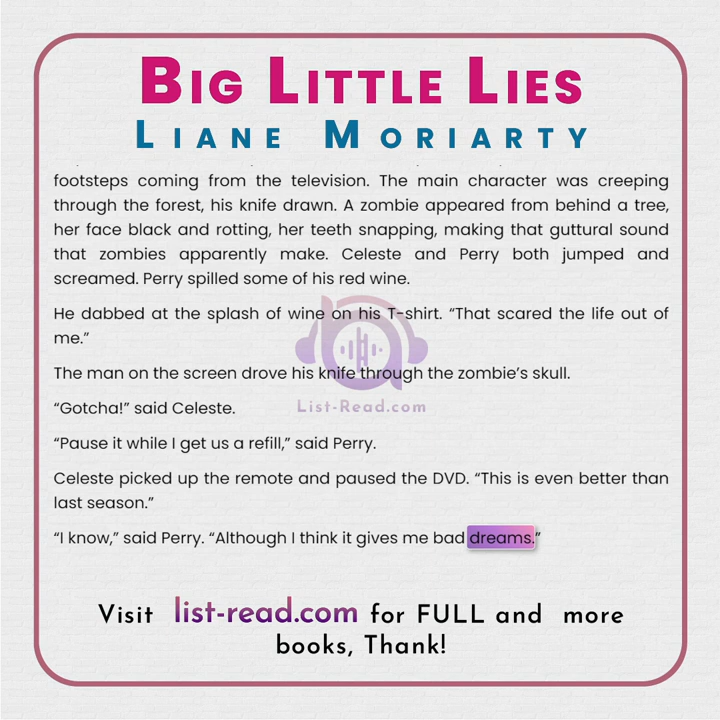 BIG LITTLE LIES
LIANE MORIARTY
footsteps coming from the television. The main character was creeping
through the forest, his knife drawn. A zombie appeared from behind a tree,
her face black and rotting, her teeth snapping, making that guttural sound
that zombies apparently make. Celeste and Perry both jumped and
screamed. Perry spilled some of his red wine.
He dabbed at the splash of wine on his T-shirt. “That scared the life out of
me.”
The man on the screen drove his knife through the zombie’s skull.
“Gotcha!” said Celeste.
List-Read.com
“Pause it while I get us a refill,” said Perry.
Celeste picked up the remote and paused the DVD. “This is even better than
last season.”
“I know,” said Perry. “Although I think it gives me bad dreams.”
Visit list-read.com for FULL and more
books, Thank!